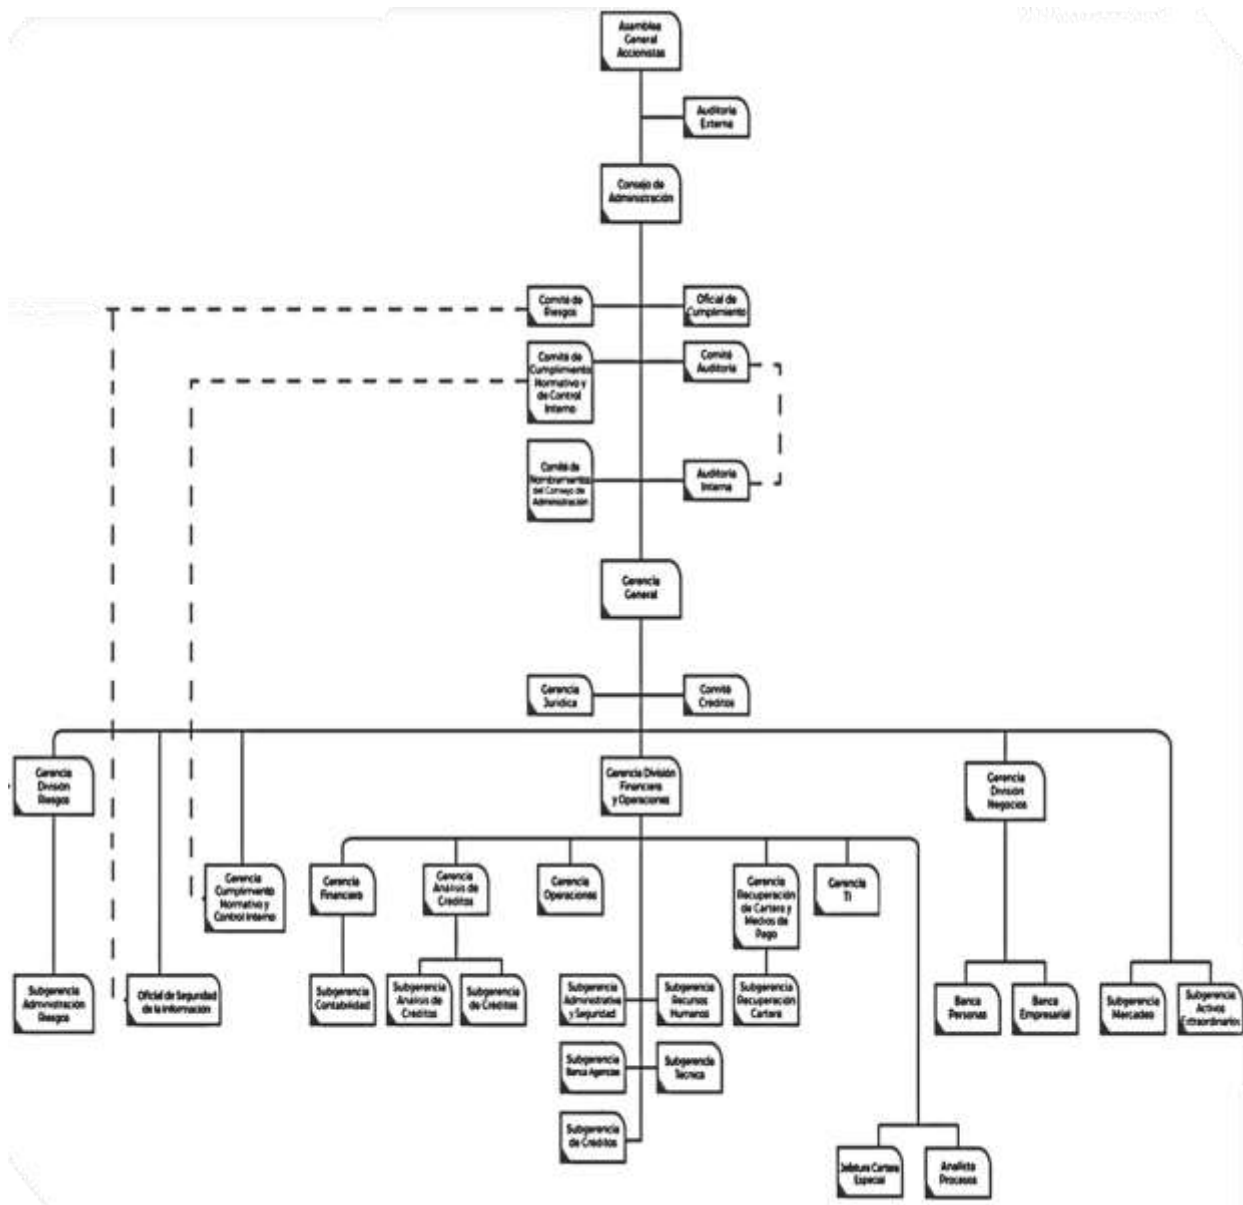 Asamblea
General
Accionistas
Auditoría
Externa
Consejo de
Administración
Comité de
Riesgos
Oficial de
Cumplimiento
Comité de
Cumplimiento
Normativo y
de Control
Interno
Comité
Auditoría
Comité de
Nombramientos
del Consejo de
Administración
Auditoría
Interna
Gerencia
General
Gerencia
Jurídica
Comité
Créditos
Gerencia
División
Riesgos
Gerencia División
Financiera
y Operaciones
Gerencia
División
Negocios
Gerencia
Cumplimiento
Normativo y
Control Interno
Gerencia
Financiera
Gerencia
Análisis de
Créditos
Gerencia
Operaciones
Gerencia
Recuperación
de Cartera y
Medios de
Pago
Gerencia
TI
Subgerencia
Administración
Riesgos
Oficial de Seguridad
de la Información
Subgerencia
Contabilidad
Subgerencia
Análisis de
Créditos
Subgerencia
de Créditos
Subgerencia
Administrativa
y Seguridad
Subgerencia
Recursos
Humanos
Subgerencia
Recuperación
Cartera
Banca
Personas
Banca
Empresarial
Subgerencia
Mercadeo
Subgerencia
Activos
Extraordinarios
Subgerencia
Banca Agencias
Subgerencia
Técnica
Subgerencia
de Créditos
Jefatura Cartera
Especial
Analista
Procesos